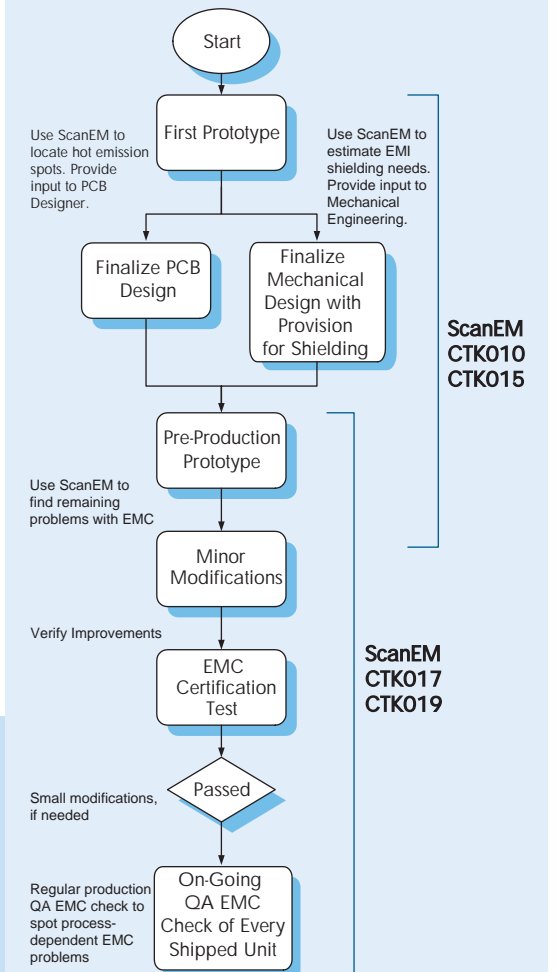 Start
First Prototype
Use ScanEM to
locate hot emission
spots. Provide
input to PCB
Designer.
Use ScanEM to
estimate EMI
shielding needs.
Provide input to
Mechanical
Engineering.
Finalize PCB
Design
Finalize
Mechanical
Design with
Provision
for Shielding
ScanEM
CTK010
CTK015
Pre-Production
Prototype
Use ScanEM to
find remaining
problems with EMC
Minor
Modifications
Verify Improvements
EMC
Certification
Test
ScanEM
CTK017
CTK019
Passed
Small modifications,
if needed
On-Going
QA EMC
Check of Every
Shipped Unit
Regular production
QA EMC check to
spot process-
dependent EMC
problems